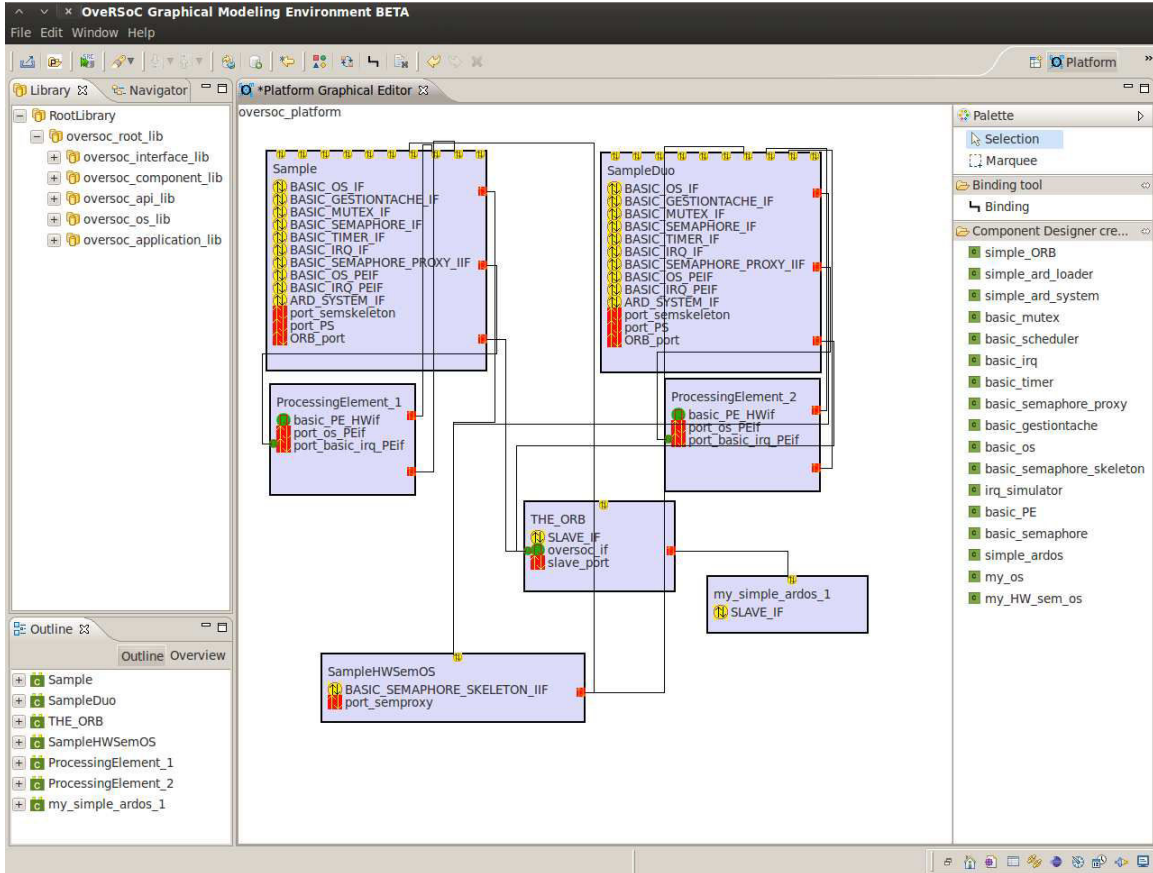 OveRSoC Graphical Modeling Environment BETA
File Edit Window Help
Platform
Library Navigator
RootLibrary
oversoc_root_lib
oversoc_interface_lib
oversoc_component_lib
oversoc_api_lib
oversoc_os_lib
oversoc_application_lib
Outline
Outline Overview
Sample
SampleDuo
THE_ORB
SampleHWSemOS
ProcessingElement_1
ProcessingElement_2
my_simple_ardos_1
*Platform Graphical Editor
oversoc_platform
Sample
BASIC_OS_IF
BASIC_GESTIONTACHE_IF
BASIC_MUTEX_IF
BASIC_SEMAPHORE_IF
BASIC_TIMER_IF
BASIC_IRQ_IF
BASIC_SEMAPHORE_PROXY_IIF
BASIC_OS_PEIF
BASIC_IRQ_PEIF
ARD_SYSTEM_IF
port_semskeleton
port_PS
ORB_port
SampleDuo
BASIC_OS_IF
BASIC_GESTIONTACHE_IF
BASIC_MUTEX_IF
BASIC_SEMAPHORE_IF
BASIC_TIMER_IF
BASIC_IRQ_IF
BASIC_SEMAPHORE_PROXY_IIF
BASIC_OS_PEIF
BASIC_IRQ_PEIF
ARD_SYSTEM_IF
port_semskeleton
port_PS
ORB_port
ProcessingElement_1
basic_PE_HWif
port_os_PEif
port_basic_irq_PEif
ProcessingElement_2
basic_PE_HWif
port_os_PEif
port_basic_irq_PEif
THE_ORB
SLAVE_IF
oversoc_if
slave_port
my_simple_ardos_1
SLAVE_IF
SampleHWSemOS
BASIC_SEMAPHORE_SKELETON_IIF
port_semproxy
Palette
Selection
Marquee
Binding tool
Binding
Component Designer cre...
simple_ORB
simple_ard_loader
simple_ard_system
basic_mutex
basic_scheduler
basic_irq
basic_timer
basic_semaphore_proxy
basic_gestiontache
basic_os
basic_semaphore_skeleton
irq_simulator
basic_PE
basic_semaphore
simple_ardos
my_os
my_HW_sem_os